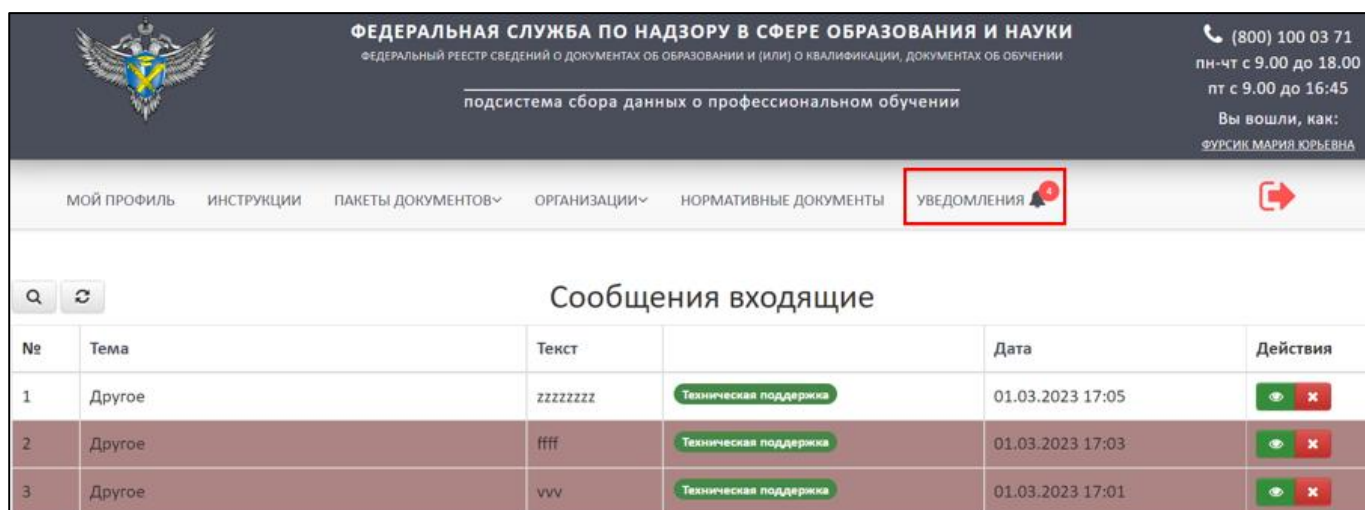 ФЕДЕРАЛЬНАЯ СЛУЖБА ПО НАДЗОРУ В СФЕРЕ ОБРАЗОВАНИЯ И НАУКИ
ФЕДЕРАЛЬНЫЙ РЕЕСТР СВЕДЕНИЙ О ДОКУМЕНТАХ ОБ ОБРАЗОВАНИИ И (ИЛИ) О КВАЛИФИКАЦИИ, ДОКУМЕНТАХ ОБ ОБУЧЕНИИ
подсистема сбора данных о профессиональном обучении
(800) 100 03 71
пн-чт с 9.00 до 18.00
пт с 9.00 до 16:45
Вы вошли, как:
ФУРСИК МАРИЯ ЮРЬЕВНА
МОЙ ПРОФИЛЬ ИНСТРУКЦИИ ПАКЕТЫ ДОКУМЕНТОВ ОРГАНИЗАЦИИ НОРМАТИВНЫЕ ДОКУМЕНТЫ УВЕДОМЛЕНИЯ 4
Сообщения входящие
№ Тема Текст Дата Действия
1 Другое zzzzzzzz Техническая поддержка 01.03.2023 17:05
2 Другое ffff Техническая поддержка 01.03.2023 17:03
3 Другое vvv Техническая поддержка 01.03.2023 17:01